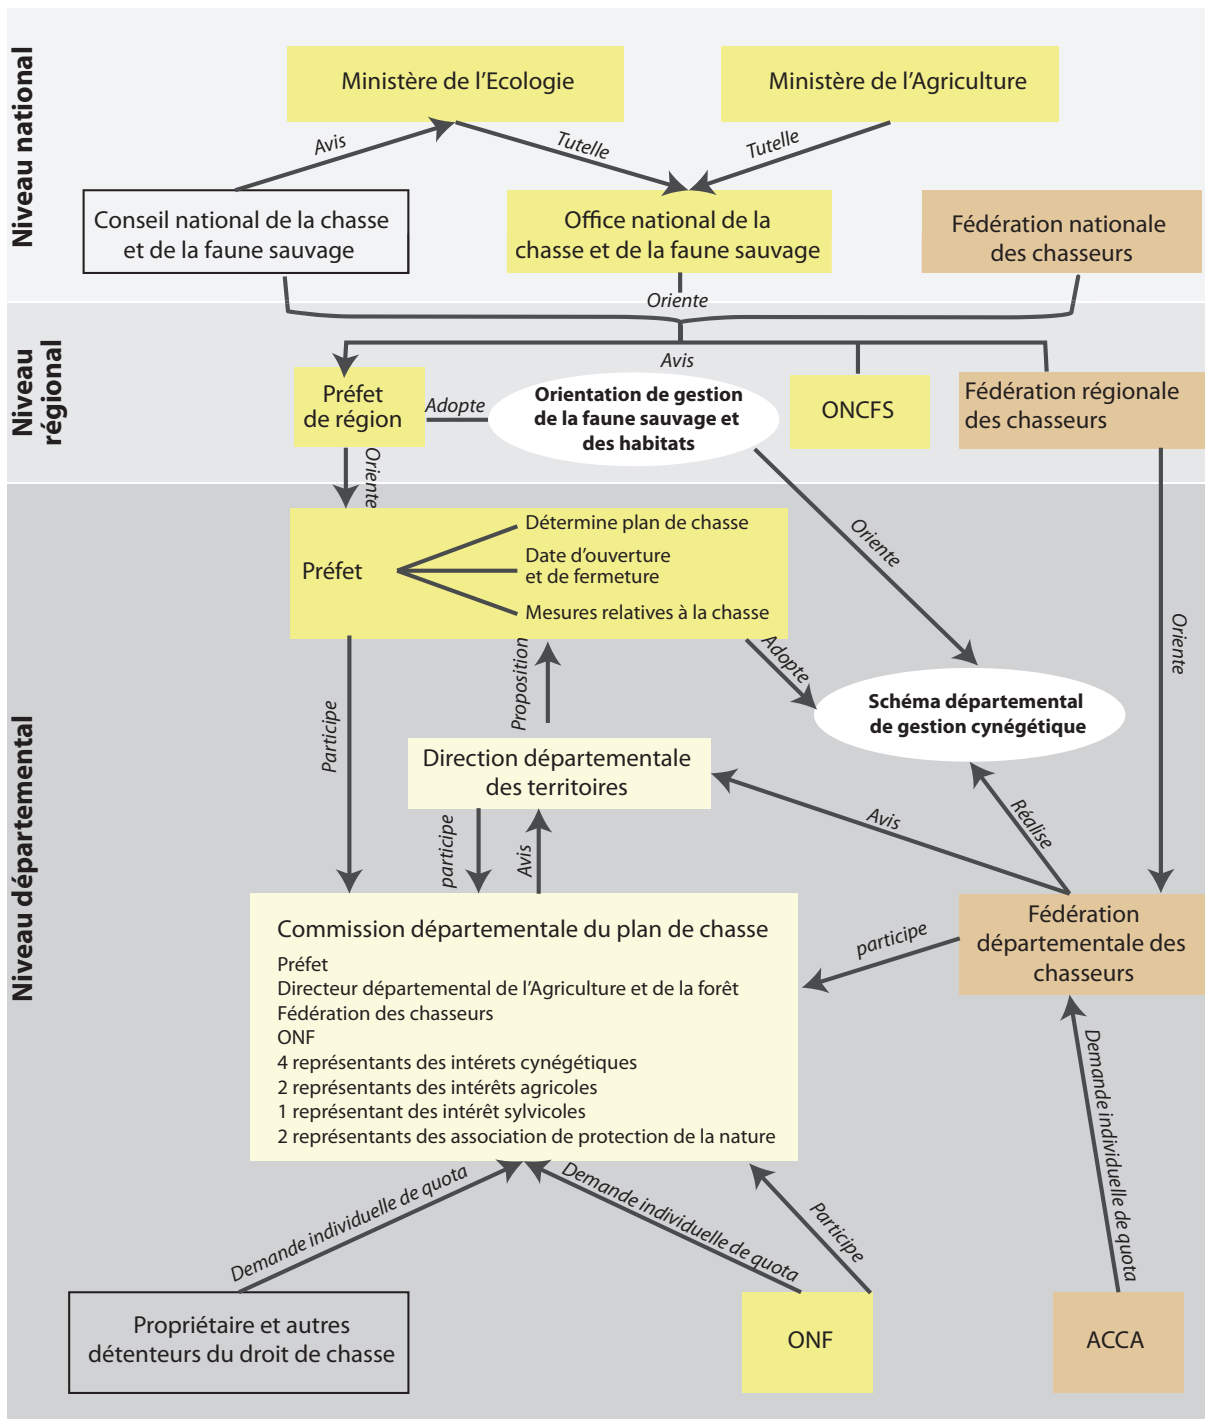 Niveau national
Ministère de l'Ecologie
Ministère de l'Agriculture
Avis
Tutelle
Tutelle
Conseil national de la chasse
et de la faune sauvage
Office national de la
chasse et de la faune sauvage
Fédération nationale
des chasseurs
Oriente
Niveau
régional
Avis
Préfet
de région
Adopte
Orientation de gestion
de la faune sauvage et
des habitats
ONCFS
Fédération régionale
des chasseurs
Oriente
Oriente
Oriente
Niveau départemental
Préfet
Détermine plan de chasse
Date d'ouverture
et de fermeture
Mesures relatives à la chasse
Participe
Proposition
Adopte
Schéma départemental
de gestion cynégétique
Direction départementale
des territoires
participe
Avis
Avis
Réalise
Commission départementale du plan de chasse
Préfet
Directeur départemental de l'Agriculture et de la forêt
Fédération des chasseurs
ONF
4 représentants des intérets cynégétiques
2 représentants des intérêts agricoles
1 représentant des intérêt sylvicoles
2 représentants des association de protection de la nature
participe
Fédération
départementale des
chasseurs
Demande individuelle de quota
Demande individuelle de quota
Participe
Demande individuelle de quota
Propriétaire et autres
détenteurs du droit de chasse
ONF
ACCA